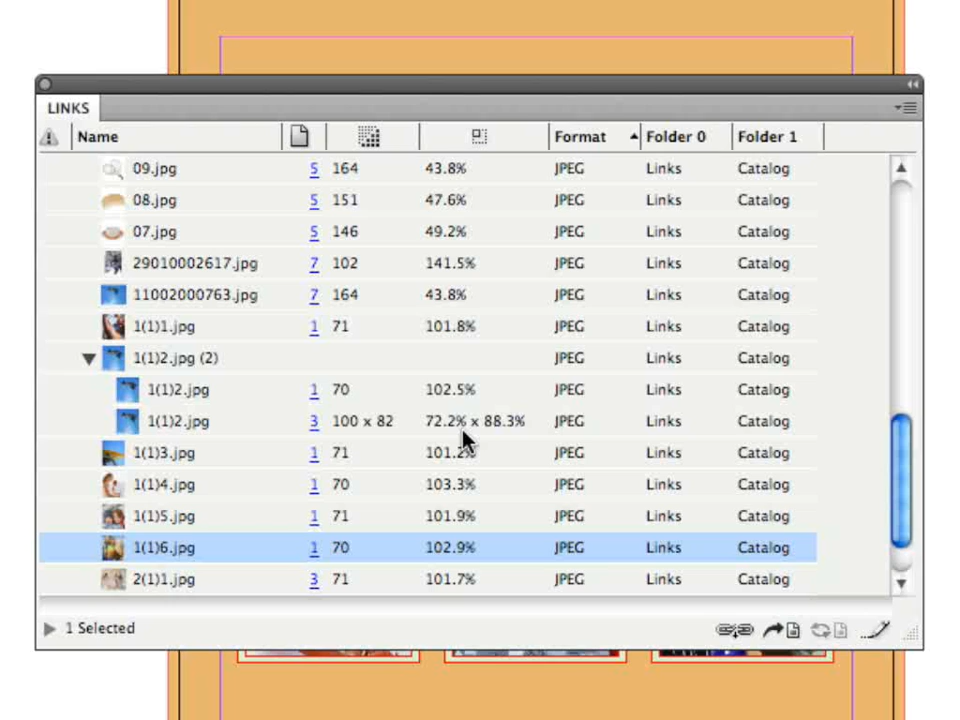 LINKS
Name Format Folder 0 Folder 1
09.jpg 5 164 43.8% JPEG Links Catalog
08.jpg 5 151 47.6% JPEG Links Catalog
07.jpg 5 146 49.2% JPEG Links Catalog
29010002617.jpg 7 102 141.5% JPEG Links Catalog
11002000763.jpg 7 164 43.8% JPEG Links Catalog
1(1)1.jpg 1 71 101.8% JPEG Links Catalog
1(1)2.jpg (2) JPEG Links Catalog
1(1)2.jpg 1 70 102.5% JPEG Links Catalog
1(1)2.jpg 3 100 x 82 72.2% x 88.3% JPEG Links Catalog
1(1)3.jpg 1 71 101.2% JPEG Links Catalog
1(1)4.jpg 1 70 103.3% JPEG Links Catalog
1(1)5.jpg 1 71 101.9% JPEG Links Catalog
1(1)6.jpg 1 70 102.9% JPEG Links Catalog
2(1)1.jpg 3 71 101.7% JPEG Links Catalog
1 Selected